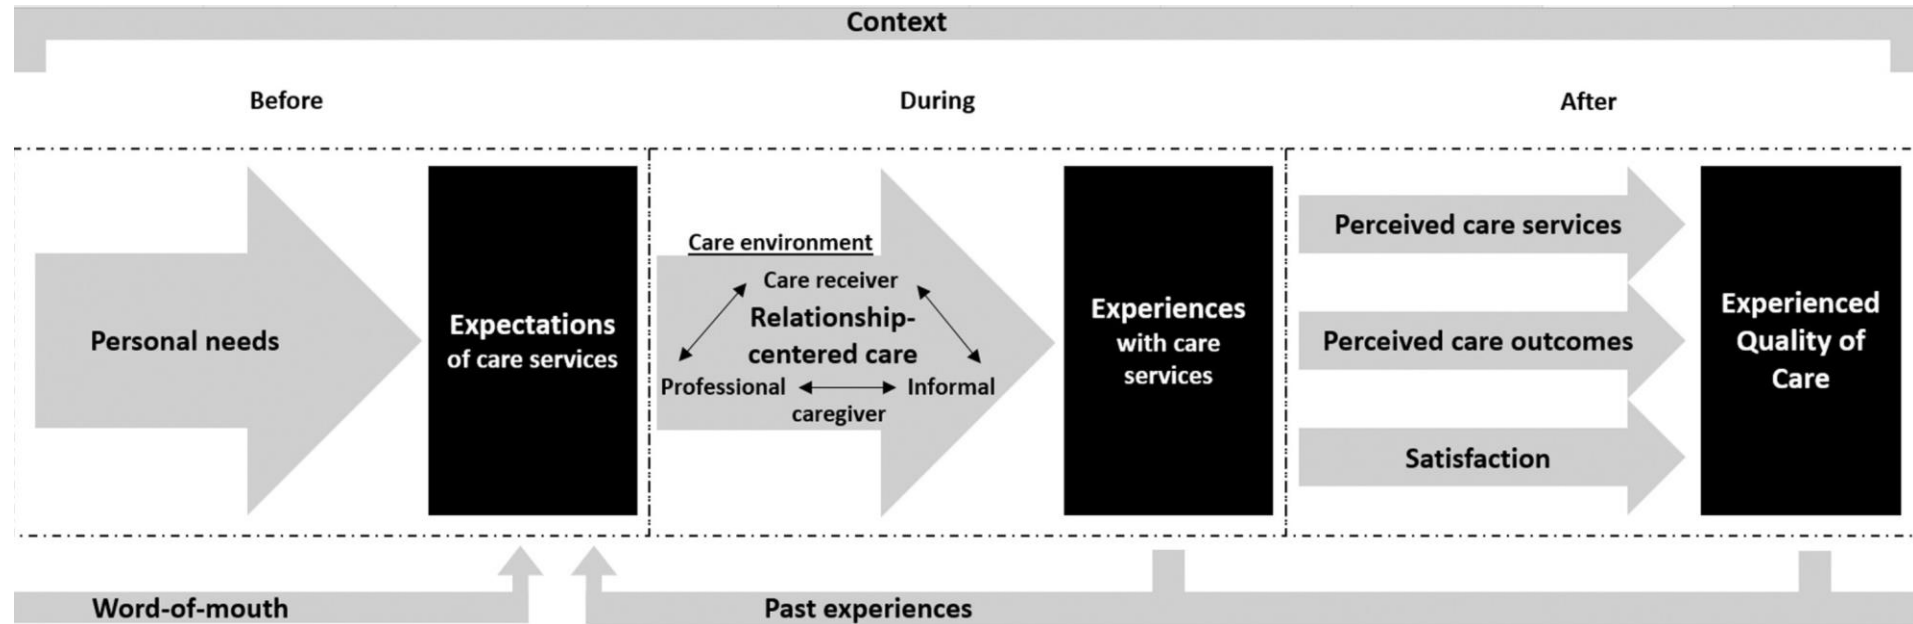 Context
Before
During
After
Personal needs
Expectations
of care services
Care environment
Care receiver
Relationship-
centered care
Professional
Informal
caregiver
Experiences
with care
services
Perceived care services
Perceived care outcomes
Satisfaction
Experienced
Quality of
Care
Word-of-mouth
Past experiences